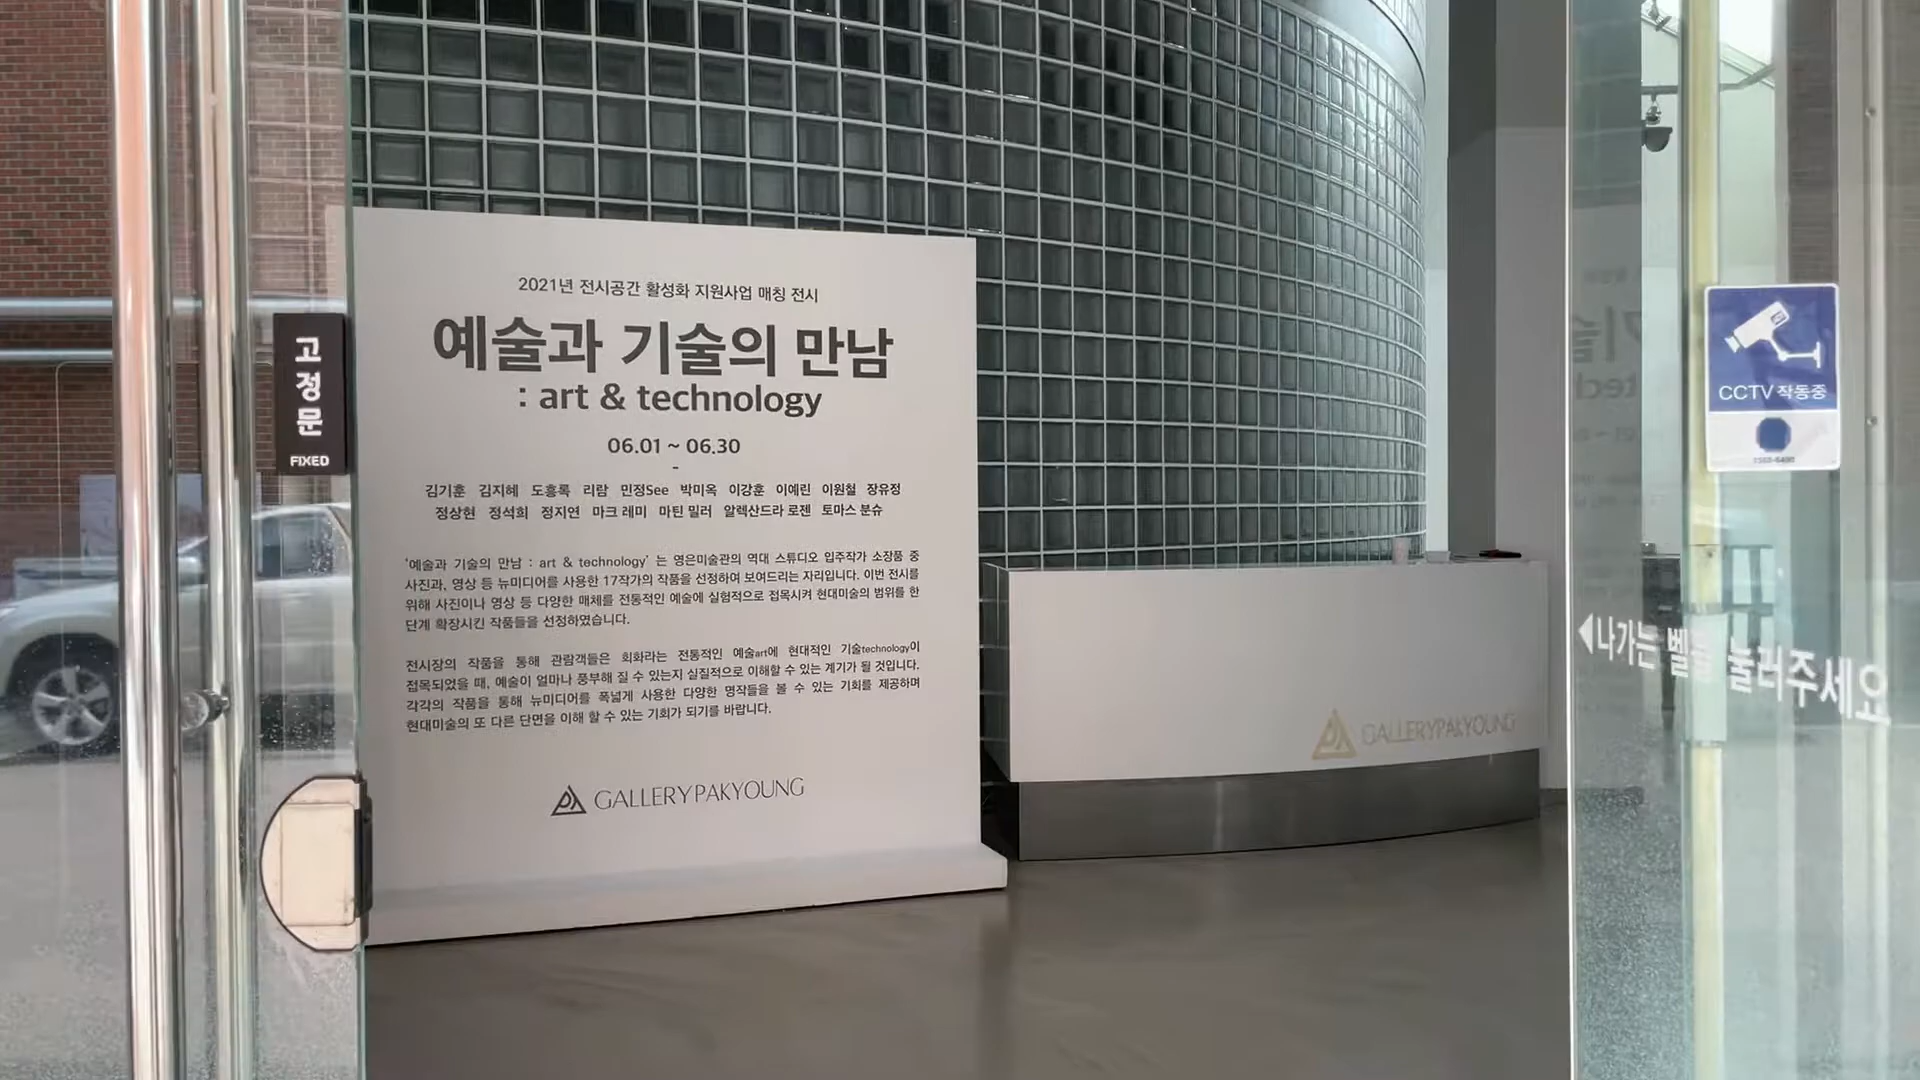 2021년 전시공간 활성화 지원사업 매칭 전시
예술과 기술의 만남
: art & technology
06.01 ~ 06.30
-
김기훈 김지혜 도흥록 리람 민정See 박미옥 이강훈 이예린 이원철 장유정
정상현 정석희 정지연 마크 레미 마틴 밀러 알렉산드라 로젠 토마스 분슈
'예술과 기술의 만남 : art & technology' 는 영은미술관의 역대 스튜디오 입주작가 소장품 중
사진과, 영상 등 뉴미디어를 사용한 17작가의 작품을 선정하여 보여드리는 자리입니다. 이번 전시를
위해 사진이나 영상 등 다양한 매체를 전통적인 예술에 실험적으로 접목시켜 현대미술의 범위를 한
단계 확장시킨 작품들을 선정하였습니다.
전시장의 작품을 통해 관람객들은 회화라는 전통적인 예술art에 현대적인 기술technology이
접목되었을 때, 예술이 얼마나 풍부해 질 수 있는지 실질적으로 이해할 수 있는 계기가 될 것입니다.
각각의 작품을 통해 뉴미디어를 폭넓게 사용한 다양한 명작들을 볼 수 있는 기회를 제공하며
현대미술의 또 다른 단면을 이해 할 수 있는 기회가 되기를 바랍니다.
GALLERYPAKYOUNG
고정문
FIXED
GALLERYPAKYOUNG
CCTV 작동중
◀나가는 벨을 눌러주세요